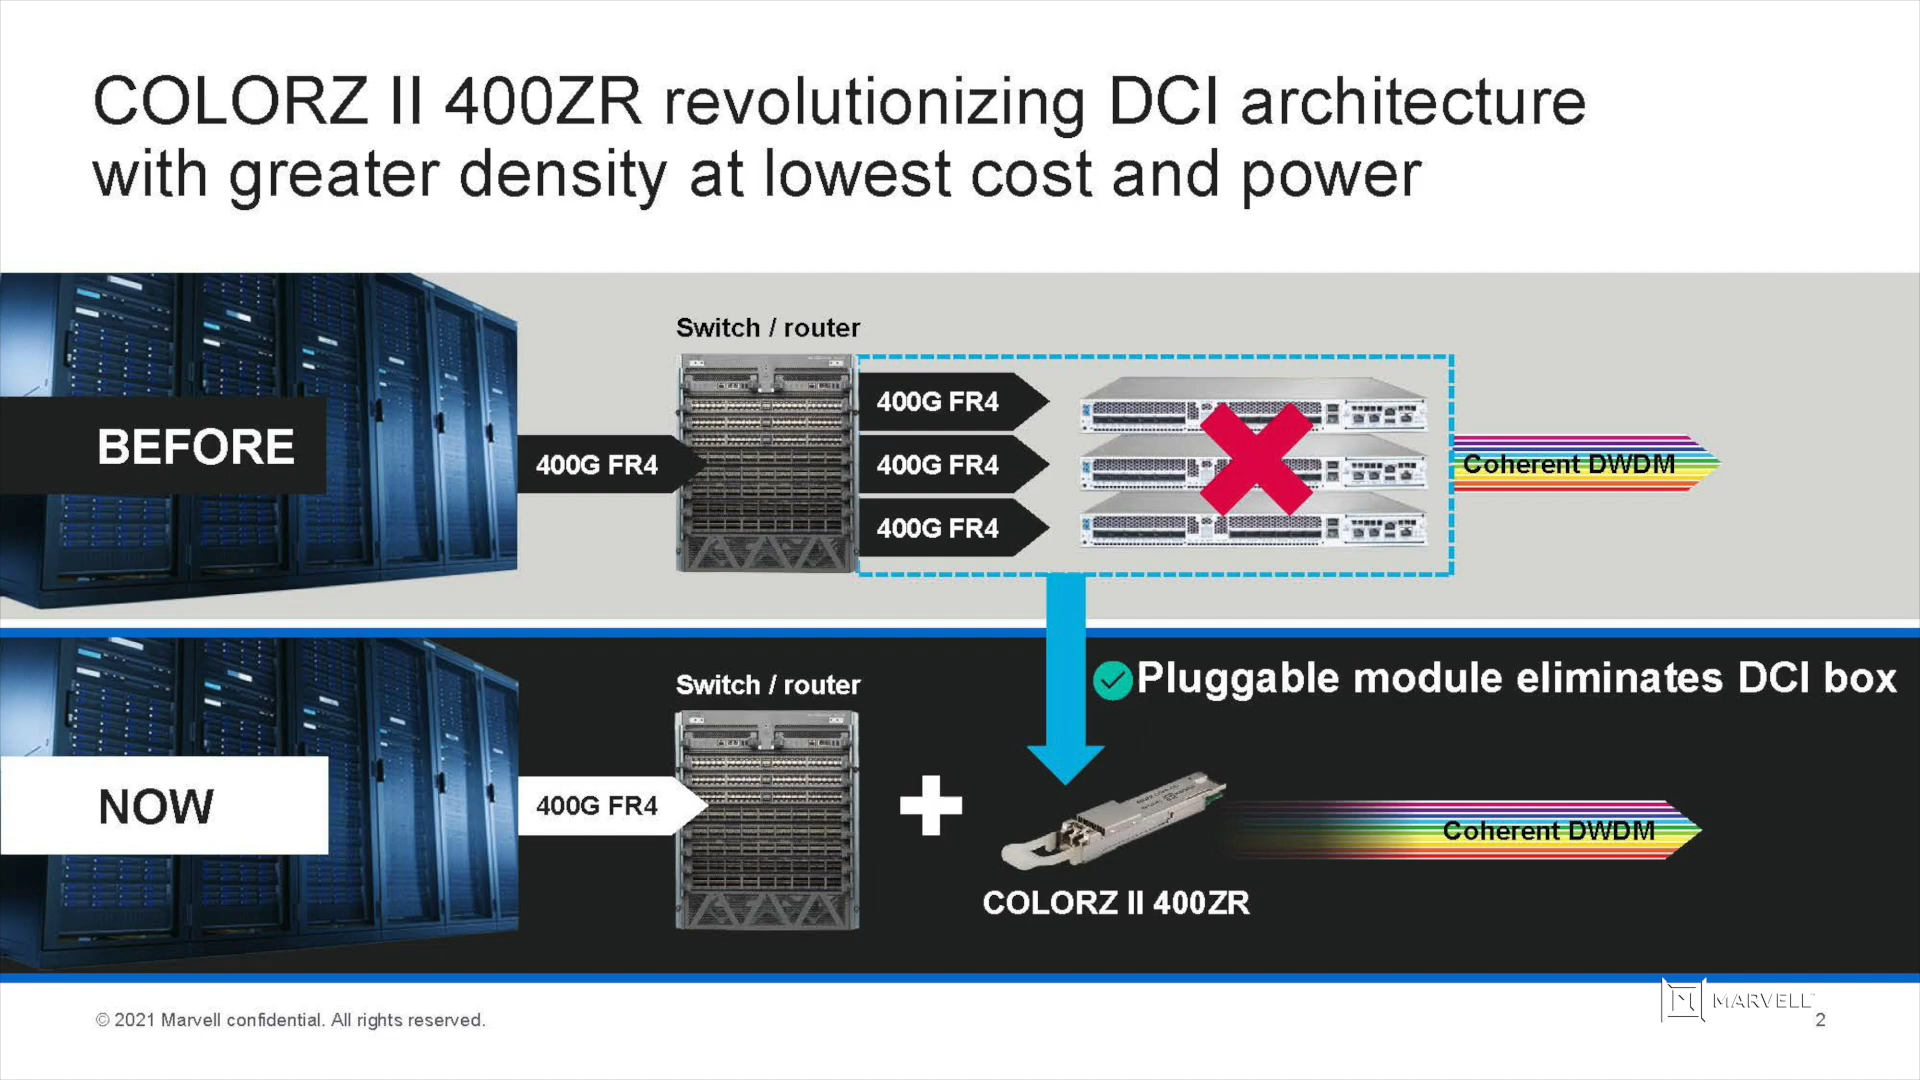 COLORZ II 400ZR revolutionizing DCI architecture
with greater density at lowest cost and power
Switch / router
BEFORE
400G FR4
400G FR4
400G FR4
400G FR4
Coherent DWDM
Pluggable module eliminates DCI box
Switch / router
NOW
400G FR4
Coherent DWDM
COLORZ II 400ZR
© 2021 Marvell confidential. All rights reserved.
MARVELL™
2